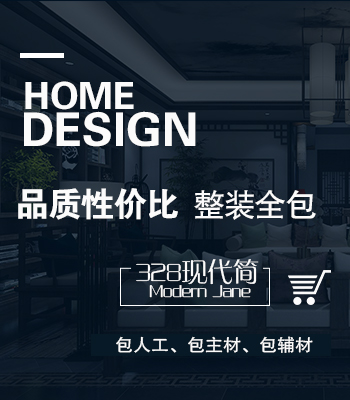 HOME
DESIGN
品质性价比 整装全包
328现代简
Modern Jane
包人工、包主材、包辅材